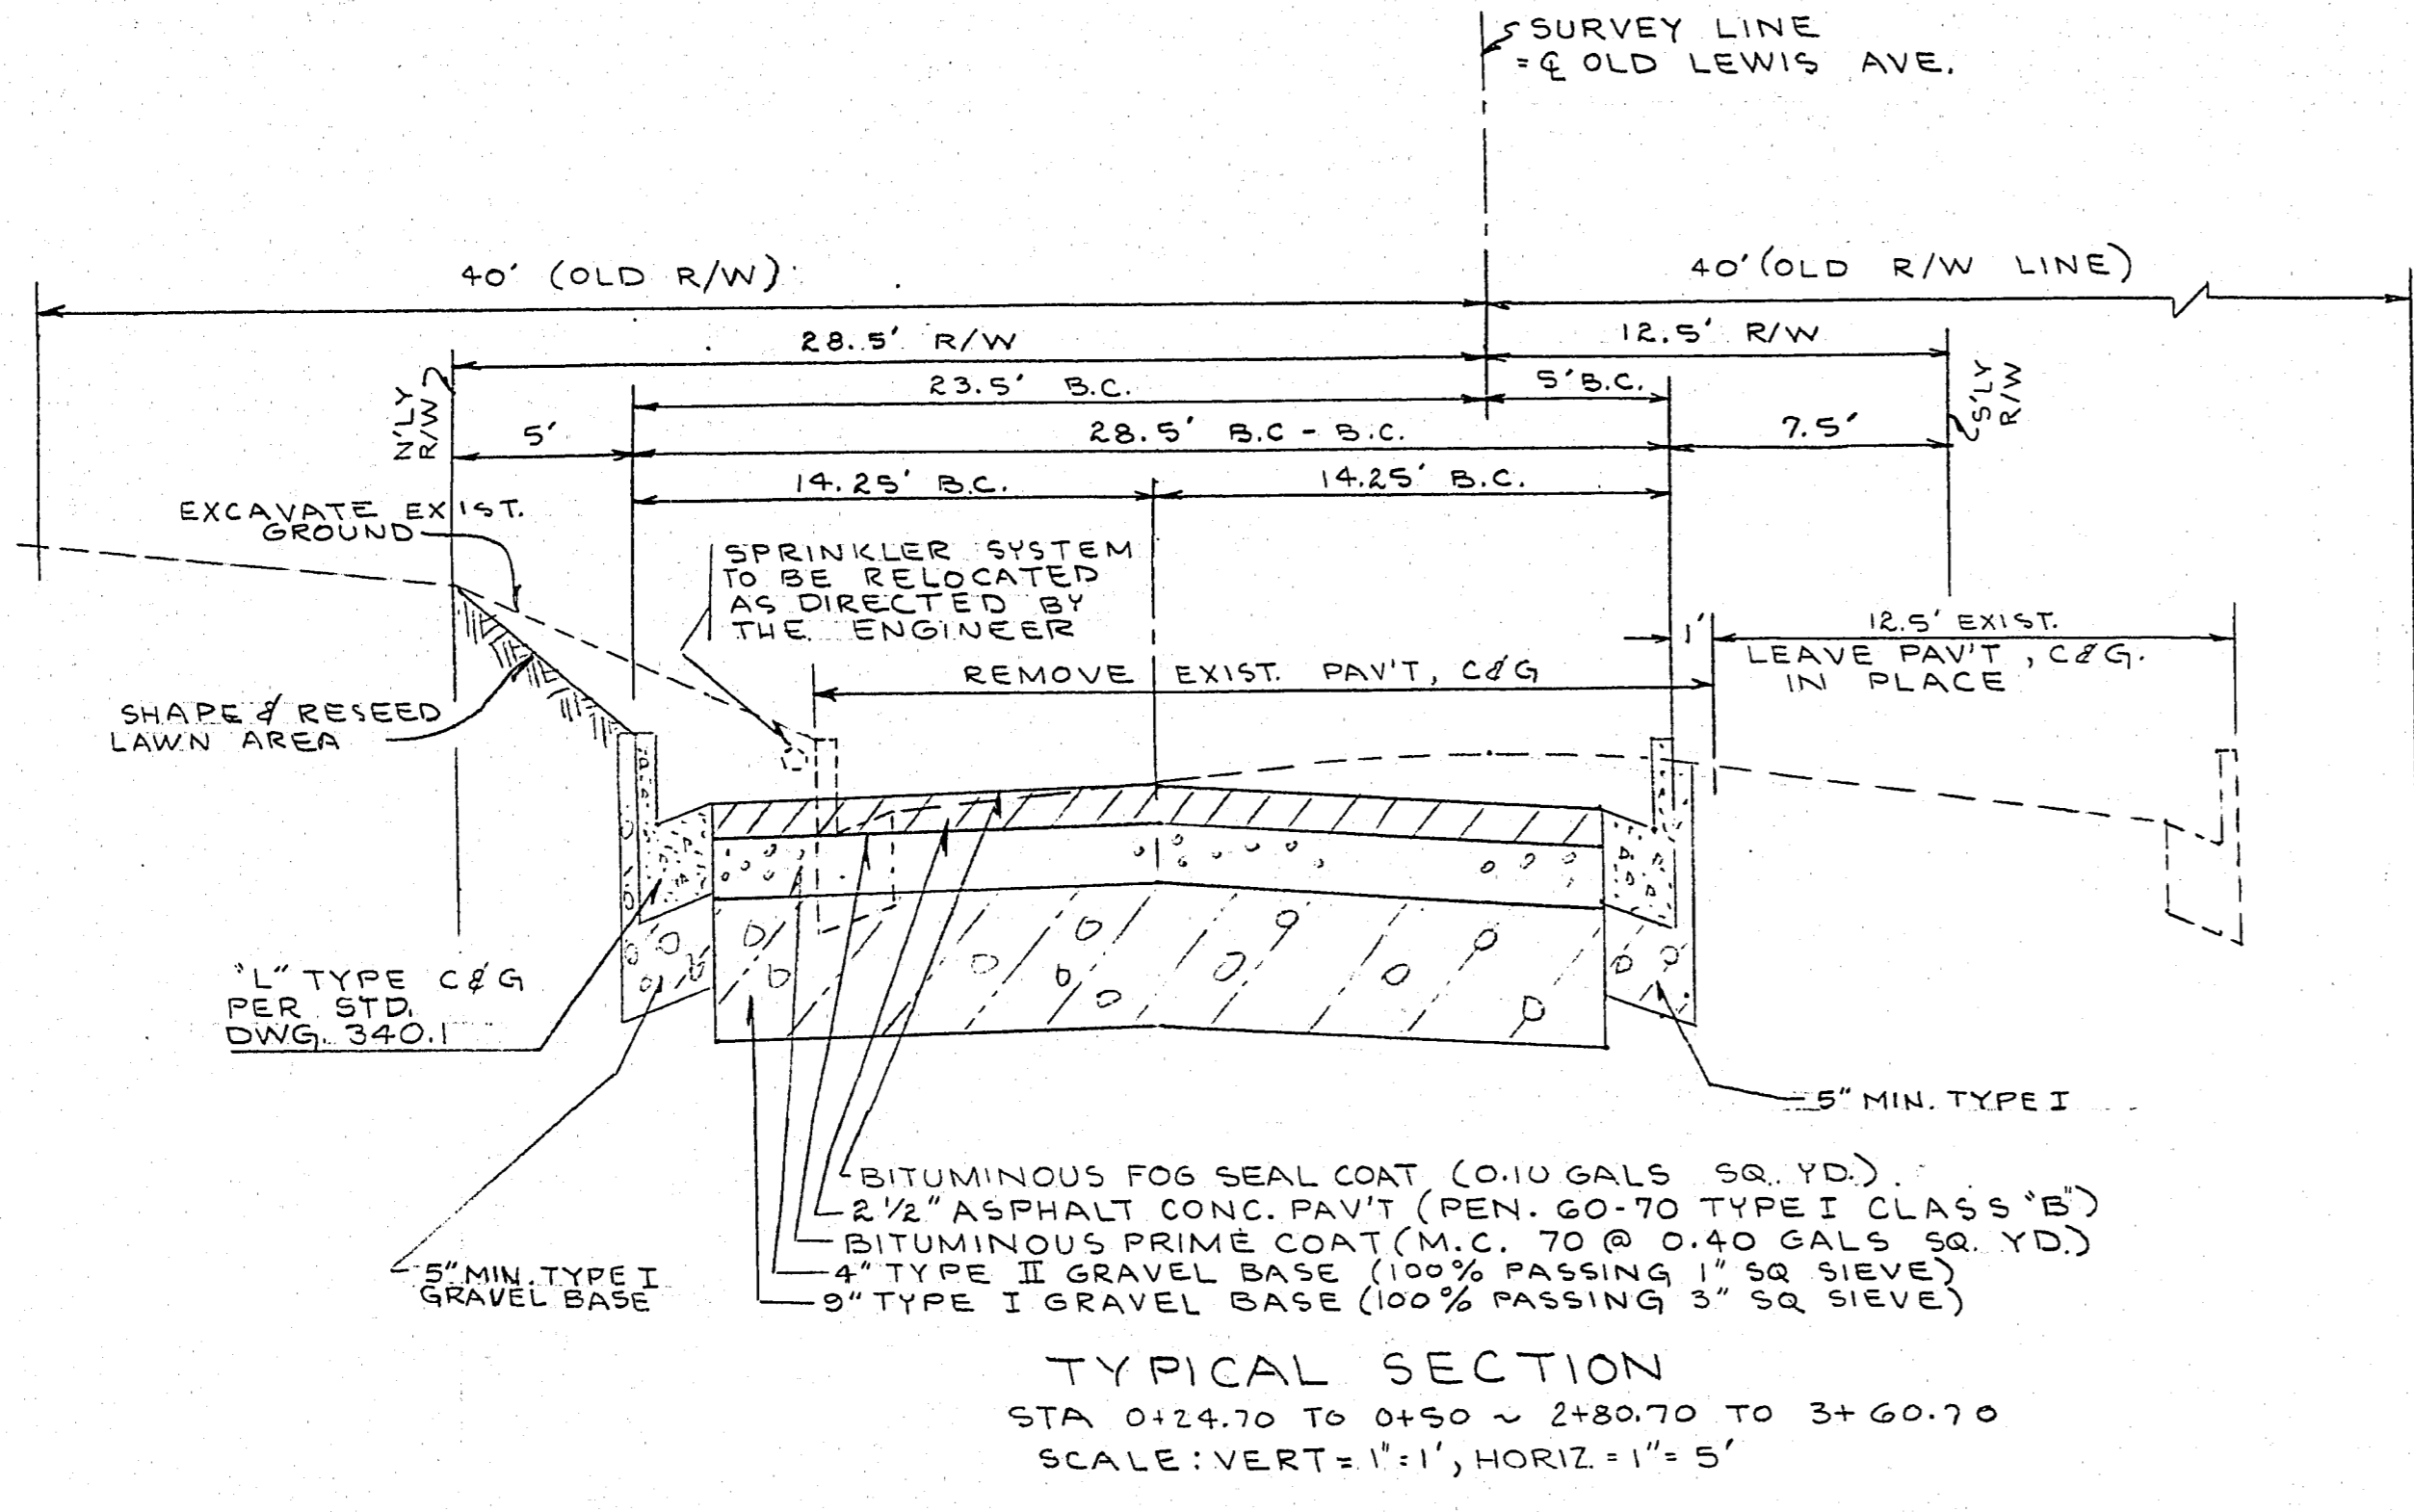 SURVEY LINE
= ℄ OLD LEWIS AVE.
40' (OLD R/W)
40' (OLD R/W LINE)
28.5' R/W
12.5' R/W
23.5' B.C.
5' B.C.
N'LY
R/W
S'LY
R/W
5'
28.5' B.C - B.C.
7.5'
14.25' B.C.
14.25' B.C.
EXCAVATE EXIST.
GROUND
SPRINKLER SYSTEM
TO BE RELOCATED
AS DIRECTED BY
THE ENGINEER
1'
12.5' EXIST.
LEAVE PAV'T, C&G.
IN PLACE
REMOVE EXIST. PAV'T, C&G
SHAPE & RESEED
LAWN AREA
"L" TYPE C&G
PER STD.
DWG. 340.1
5" MIN. TYPE I
BITUMINOUS FOG SEAL COAT (0.10 GALS SQ. YD.)
2 1/2" ASPHALT CONC. PAV'T (PEN. 60-70 TYPE I CLASS "B")
BITUMINOUS PRIME COAT (M.C. 70 @ 0.40 GALS SQ. YD.)
4" TYPE II GRAVEL BASE (100% PASSING 1" SQ SIEVE)
9" TYPE I GRAVEL BASE (100% PASSING 3" SQ SIEVE)
5" MIN. TYPE I
GRAVEL BASE
TYPICAL SECTION
STA 0+24.70 TO 0+50 ~ 2+80.70 TO 3+60.70
SCALE: VERT = 1":1', HORIZ. = 1" = 5'